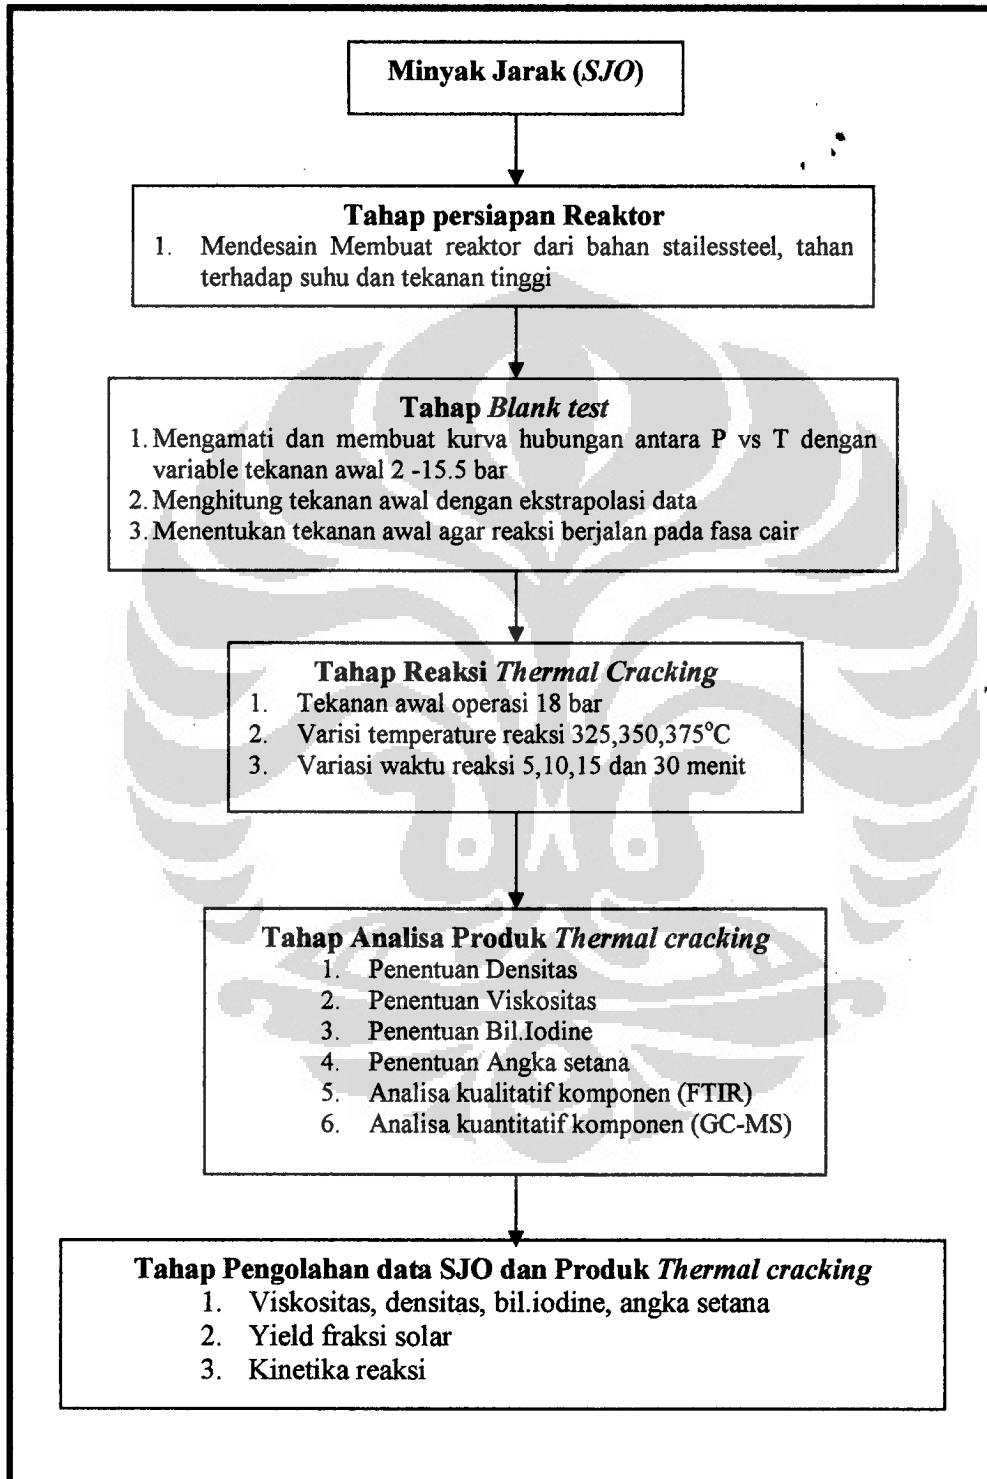 Minyak Jarak (SJO)
Tahap persiapan Reaktor
1. Mendesain Membuat reaktor dari bahan stailessteel, tahan
terhadap suhu dan tekanan tinggi
Tahap Blank test
1. Mengamati dan membuat kurva hubungan antara P vs T dengan
variable tekanan awal 2 -15.5 bar
2. Menghitung tekanan awal dengan ekstrapolasi data
3. Menentukan tekanan awal agar reaksi berjalan pada fasa cair
Tahap Reaksi Thermal Cracking
1. Tekanan awal operasi 18 bar
2. Varisi temperature reaksi 325,350,375°C
3. Variasi waktu reaksi 5,10,15 dan 30 menit
Tahap Analisa Produk Thermal cracking
1. Penentuan Densitas
2. Penentuan Viskositas
3. Penentuan Bil.Iodine
4. Penentuan Angka setana
5. Analisa kualitatif komponen (FTIR)
6. Analisa kuantitatif komponen (GC-MS)
Tahap Pengolahan data SJO dan Produk Thermal cracking
1. Viskositas, densitas, bil.iodine, angka setana
2. Yield fraksi solar
3. Kinetika reaksi